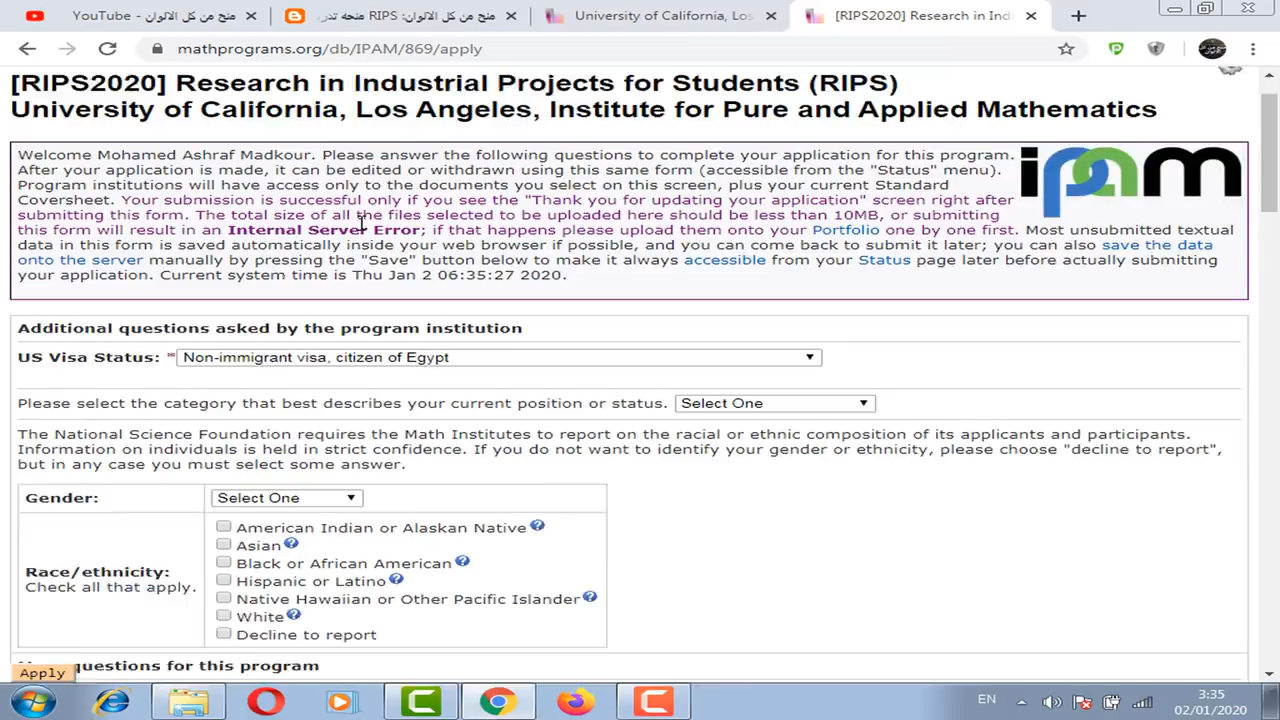 YouTube - منح من كل الالوان
منح من كل الالوان: RIPS منحه تدر
University of California, Los
[RIPS2020] Research in Ind
mathprograms.org/db/IPAM/869/apply
[RIPS2020] Research in Industrial Projects for Students (RIPS)
University of California, Los Angeles, Institute for Pure and Applied Mathematics
Welcome Mohamed Ashraf Madkour. Please answer the following questions to complete your application for this program.
After your application is made, it can be edited or withdrawn using this same form (accessible from the "Status" menu).
Program institutions will have access only to the documents you select on this screen, plus your current Standard
Coversheet. Your submission is successful only if you see the "Thank you for updating your application" screen right after
submitting this form. The total size of all the files selected to be uploaded here should be less than 10MB, or submitting
this form will result in an Internal Server Error; if that happens please upload them onto your Portfolio one by one first. Most unsubmitted textual
data in this form is saved automatically inside your web browser if possible, and you can come back to submit it later; you can also save the data
onto the server manually by pressing the "Save" button below to make it always accessible from your Status page later before actually submitting
your application. Current system time is Thu Jan 2 06:35:27 2020.
ipam
Additional questions asked by the program institution
US Visa Status: * Non-immigrant visa, citizen of Egypt
Please select the category that best describes your current position or status. Select One
The National Science Foundation requires the Math Institutes to report on the racial or ethnic composition of its applicants and participants.
Information on individuals is held in strict confidence. If you do not want to identify your gender or ethnicity, please choose "decline to report",
but in any case you must select some answer.
Gender: Select One
Race/ethnicity:
Check all that apply.
American Indian or Alaskan Native
Asian
Black or African American
Hispanic or Latino
Native Hawaiian or Other Pacific Islander
White
Decline to report
questions for this program
Apply
EN
3:35
02/01/2020